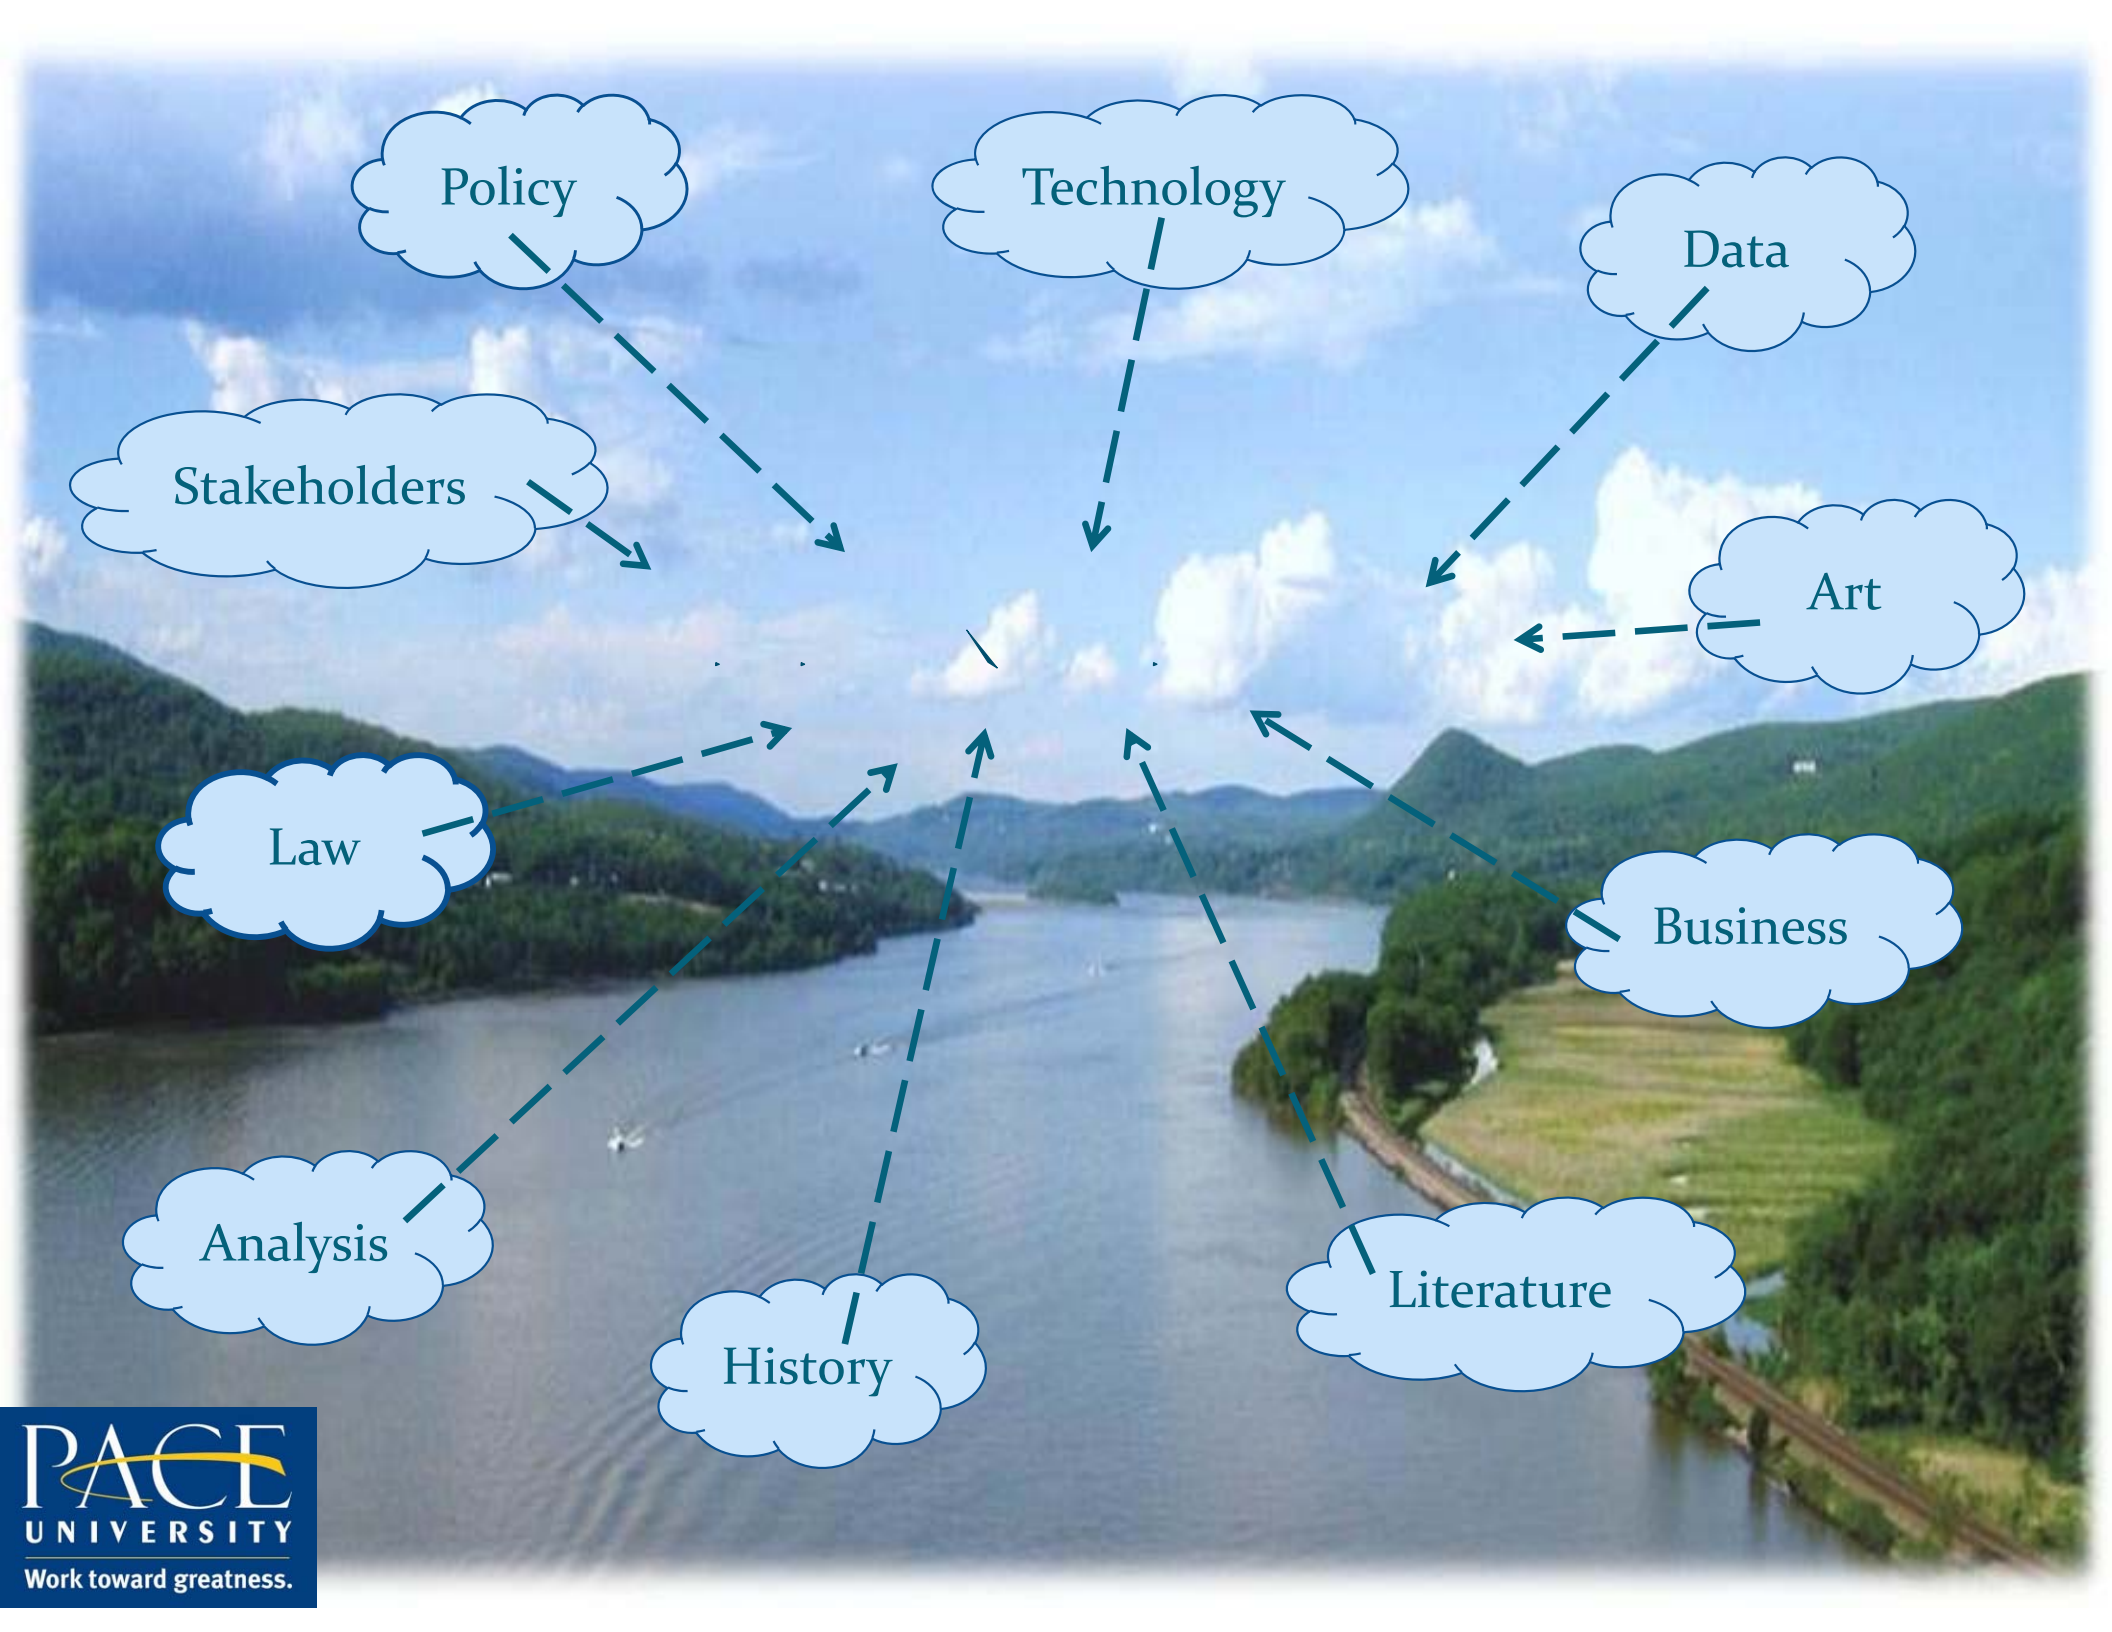 Policy
Technology
Data
Stakeholders
Art
Law
Business
Analysis
Literature
History
PACE
UNIVERSITY
Work toward greatness.